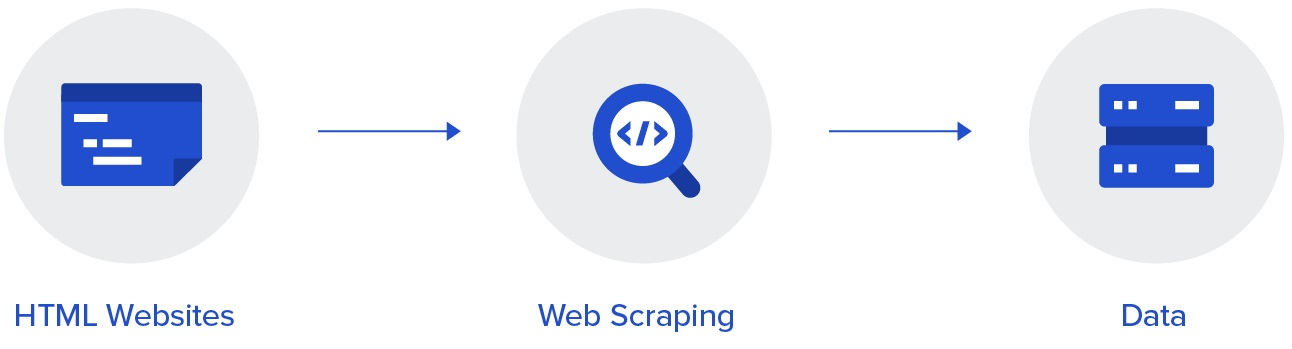 </>
HTML Websites
Web Scraping
Data